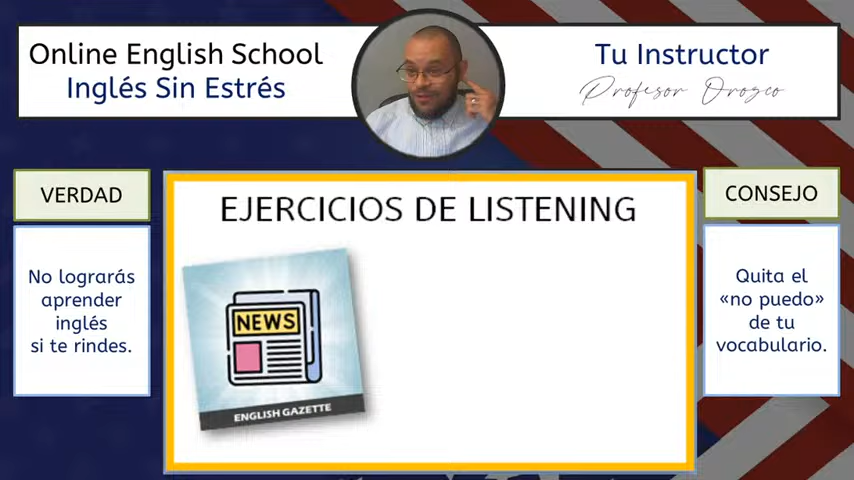 Online English School
Inglés Sin Estrés
Tu Instructor
Profesor Orozco
VERDAD
No lograrás
aprender
inglés
si te rindes.
EJERCICIOS DE LISTENING
NEWS
ENGLISH GAZETTE
CONSEJO
Quita el
«no puedo»
de tu
vocabulario.